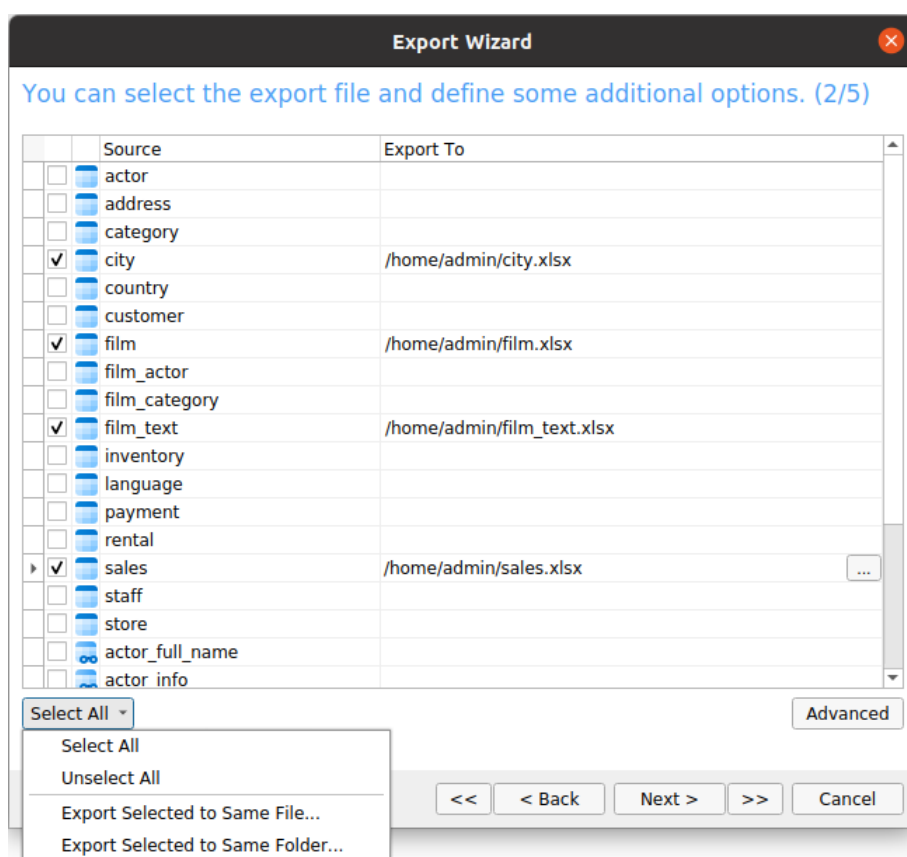 Export Wizard
You can select the export file and define some additional options. (2/5)
Source Export To
actor
address
category
city /home/admin/city.xlsx
country
customer
film /home/admin/film.xlsx
film_actor
film_category
film_text /home/admin/film_text.xlsx
inventory
language
payment
rental
sales /home/admin/sales.xlsx ...
staff
store
actor_full_name
actor_info
Select All Advanced
Select All
Unselect All
<< < Back Next > >> Cancel
Export Selected to Same File...
Export Selected to Same Folder...